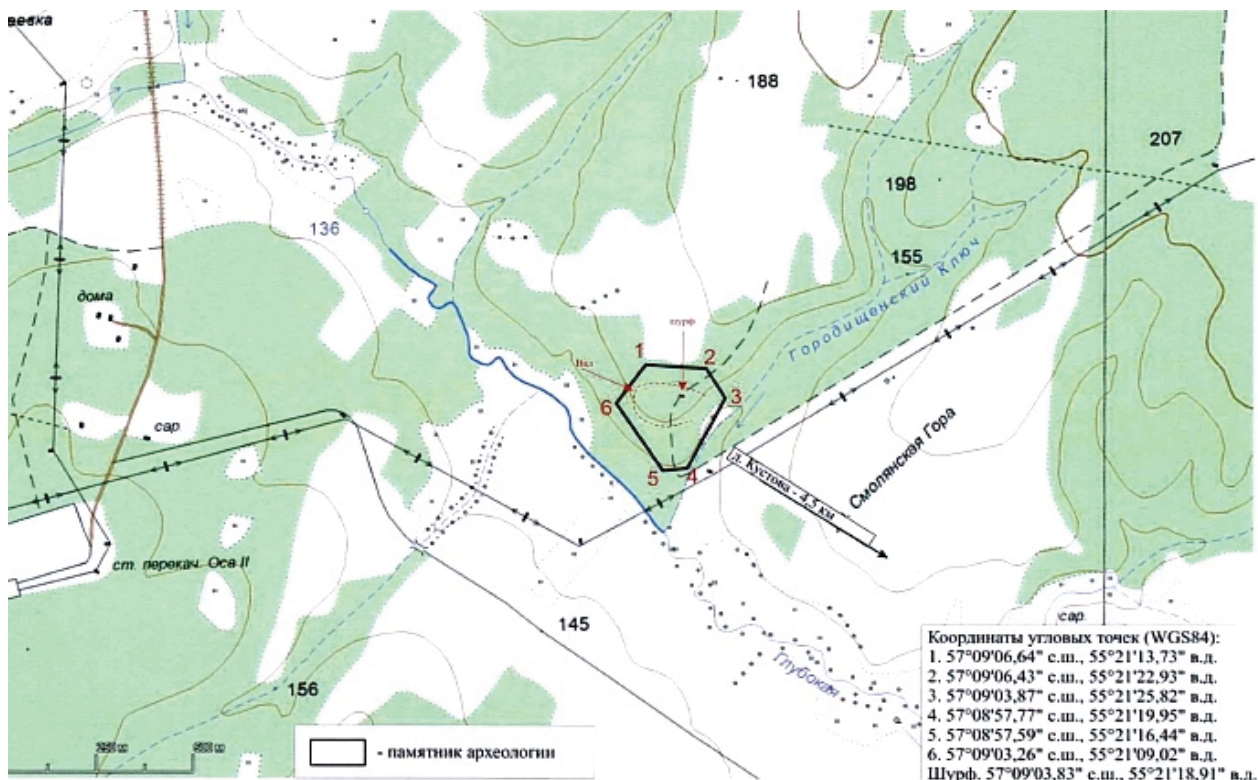 188
207
198
136
155
Городищенский Ключ
дома
шурф
1
2
3
6
сар
5
4
д. Кустова - 4,5 км
Смолянская Гора
ст. перекач. Оса II
145
сар.
Глубокая
156
- памятник археологии
Координаты угловых точек (WGS84):
1. 57°09'06,64" с.ш., 55°21'13,73" в.д.
2. 57°09'06,43" с.ш., 55°21'22,93" в.д.
3. 57°09'03,87" с.ш., 55°21'25,82" в.д.
4. 57°08'57,77" с.ш., 55°21'19,95" в.д.
5. 57°08'57,59" с.ш., 55°21'16,44" в.д.
6. 57°09'03,26" с.ш., 55°21'09,02" в.д.
Шурф. 57°09'03,83" с.ш., 55°21'18,91" в.д.